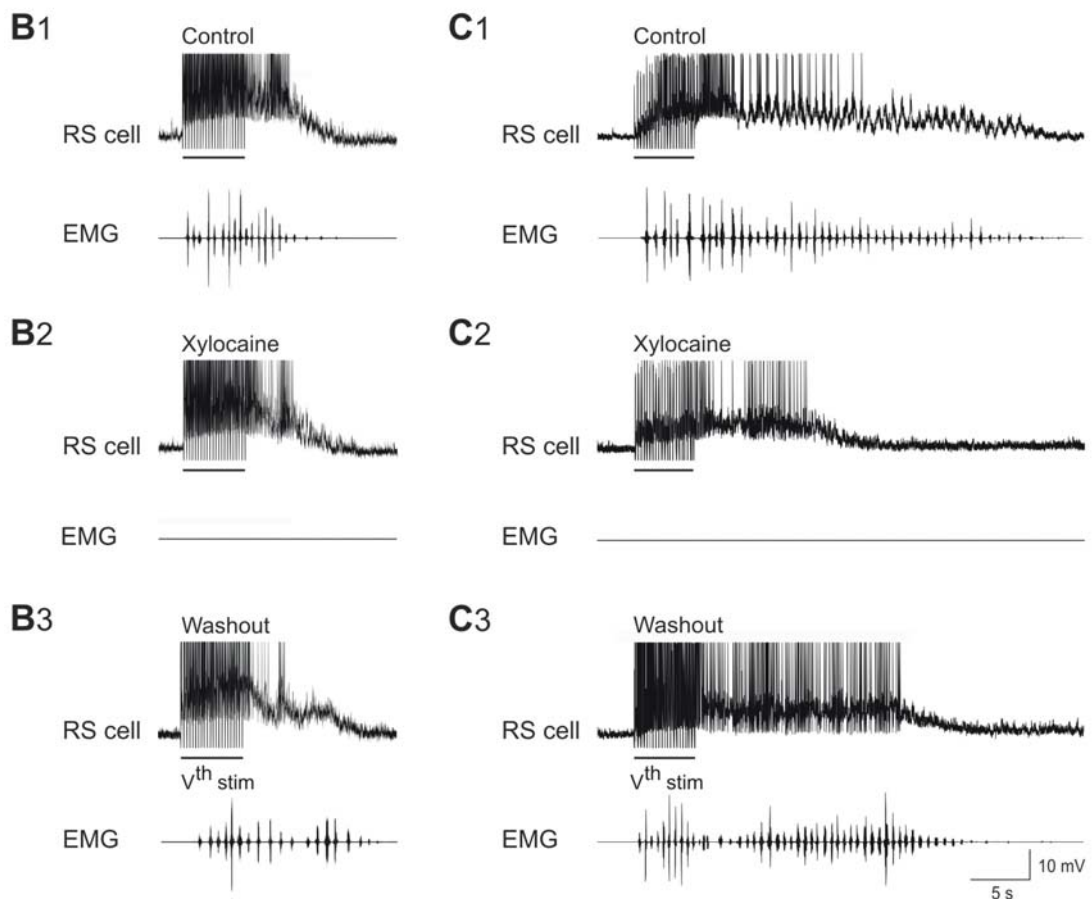 B1
Control
RS cell
EMG
C1
Control
RS cell
EMG
B2
Xylocaine
RS cell
EMG
C2
Xylocaine
RS cell
EMG
B3
Washout
RS cell
Vth stim
EMG
C3
Washout
RS cell
Vth stim
EMG
10 mV
5 s